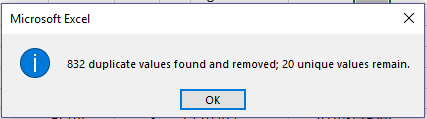 Microsoft Excel
832 duplicate values found and removed; 20 unique values remain.
OK